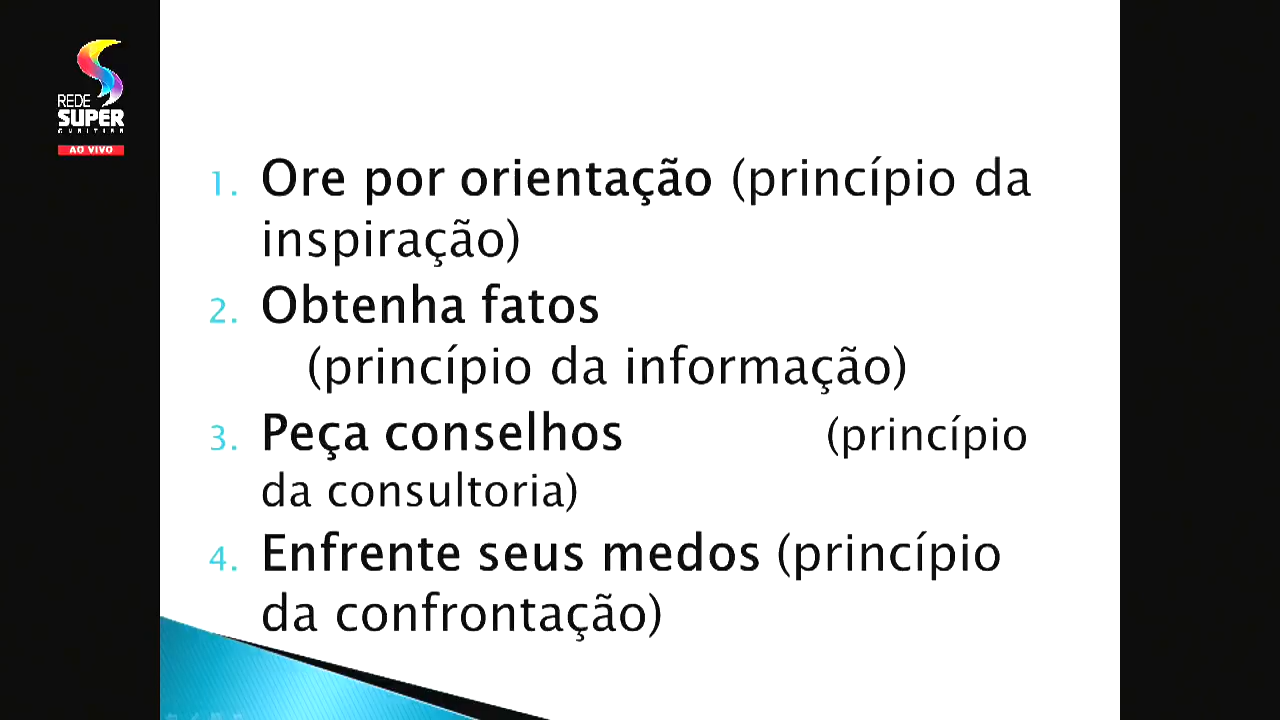 REDE
SUPER
CURITIBA
AO VIVO
1. Ore por orientação (princípio da
inspiração)
2. Obtenha fatos
(princípio da informação)
3. Peça conselhos (princípio
da consultoria)
4. Enfrente seus medos (princípio
da confrontação)